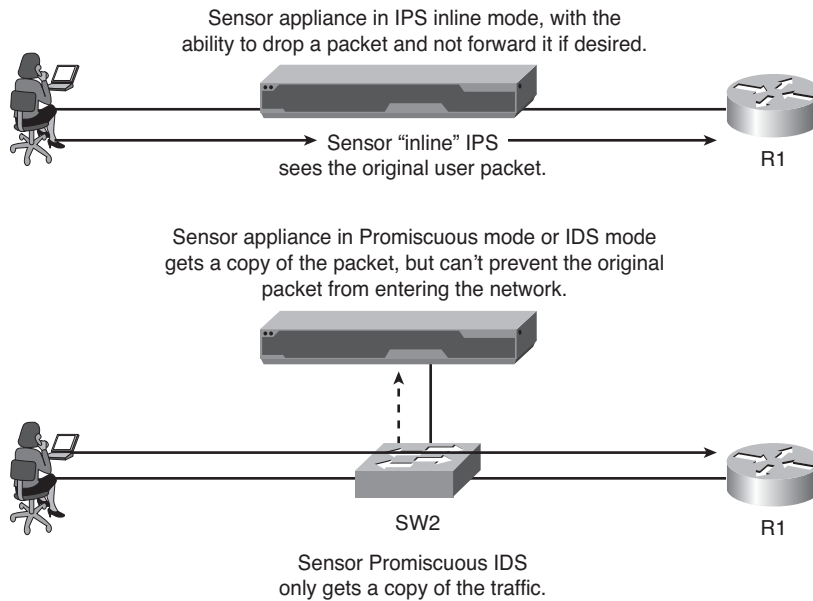 Sensor appliance in IPS inline mode, with the
ability to drop a packet and not forward it if desired.
Sensor “inline” IPS
sees the original user packet.
R1
Sensor appliance in Promiscuous mode or IDS mode
gets a copy of the packet, but can’t prevent the original
packet from entering the network.
SW2
R1
Sensor Promiscuous IDS
only gets a copy of the traffic.